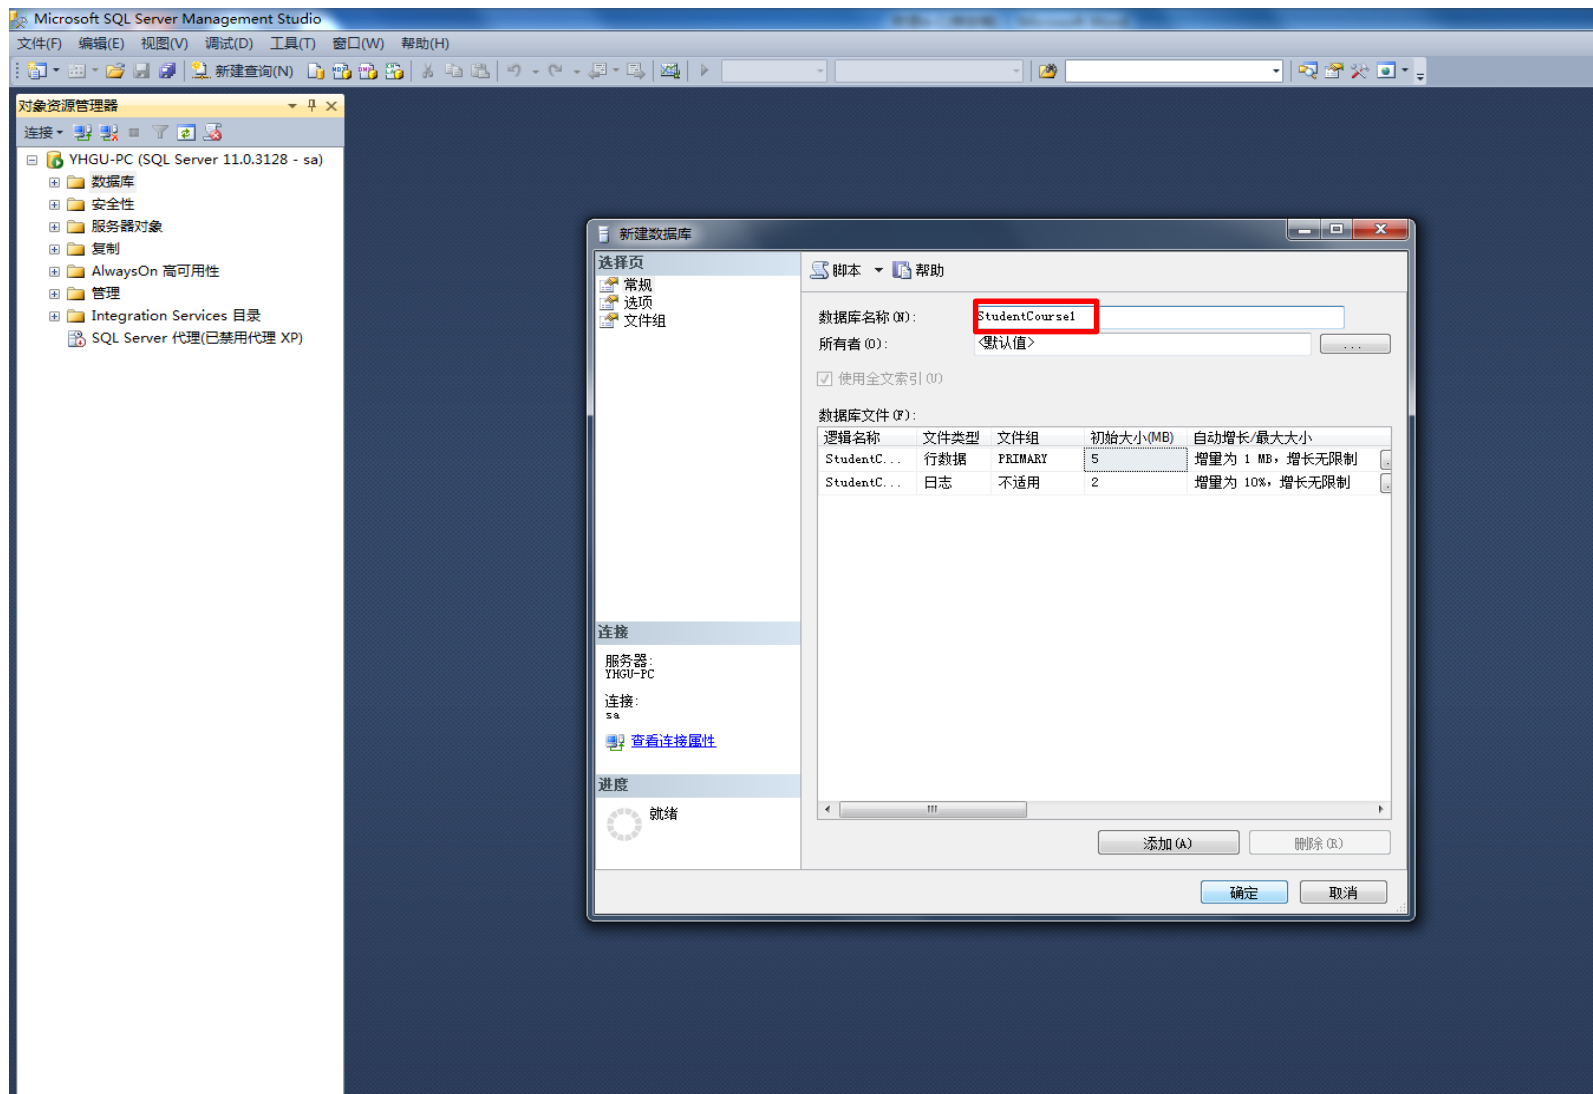 Microsoft SQL Server Management Studio
文件(F) 编辑(E) 视图(V) 调试(D) 工具(T) 窗口(W) 帮助(H)
新建查询(N)
对象资源管理器
连接
YHGU-PC (SQL Server 11.0.3128 - sa)
数据库
安全性
服务器对象
复制
AlwaysOn 高可用性
管理
Integration Services 目录
SQL Server 代理(已禁用代理 XP)
新建数据库
选择页
常规
选项
文件组
脚本 帮助
数据库名称(N): StudentCourse1
所有者(O): <默认值> ...
使用全文索引(U)
数据库文件(F):
逻辑名称 文件类型 文件组 初始大小(MB) 自动增长/最大大小
StudentC... 行数据 PRIMARY 5 增量为 1 MB，增长无限制
StudentC... 日志 不适用 2 增量为 10%，增长无限制
连接
服务器:
YHGU-PC
连接:
sa
查看连接属性
进度
就绪
添加(A) 删除(R)
确定 取消